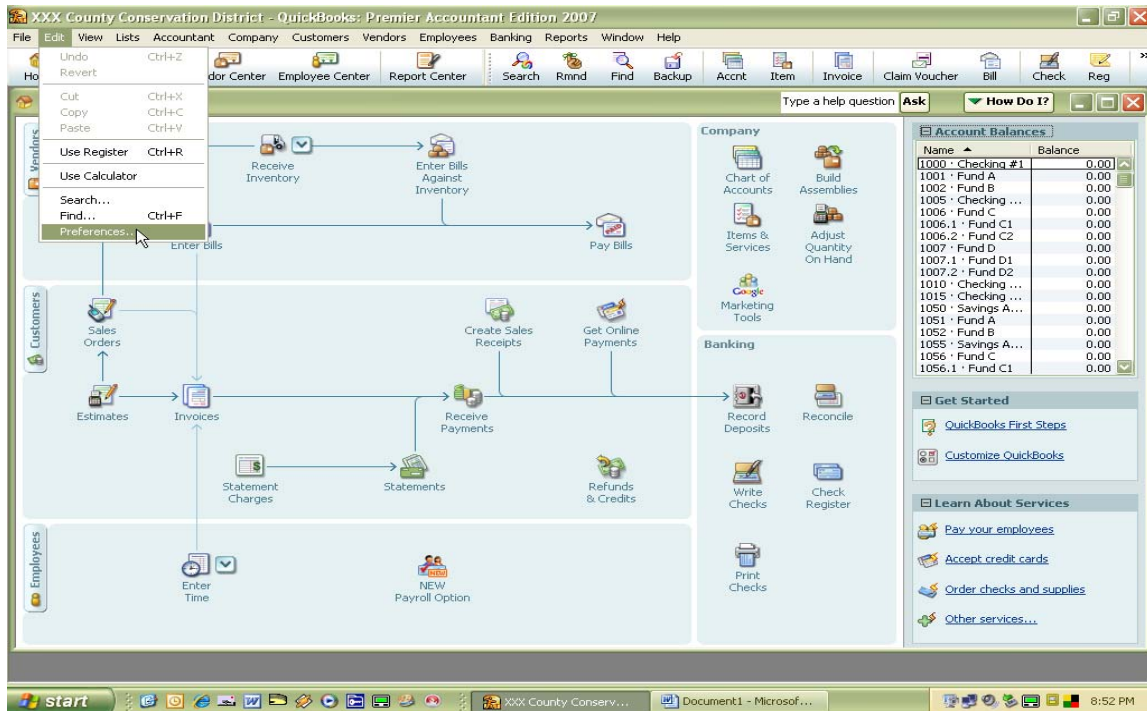 XXX County Conservation District - QuickBooks: Premier Accountant Edition 2007
File Edit View Lists Accountant Company Customers Vendors Employees Banking Reports Window Help
Ho
dor Center Employee Center Report Center Search Rmnd Find Backup Accnt Item Invoice Claim Voucher Bill Check Reg
Undo Ctrl+Z
Revert
Cut Ctrl+X
Copy Ctrl+C
Paste Ctrl+V
Use Register Ctrl+R
Use Calculator
Search...
Find... Ctrl+F
Preferences...
Type a help question Ask How Do I?
Vendors
Receive
Inventory
Enter Bills
Against
Inventory
Enter Bills
Pay Bills
Customers
Sales
Orders
Create Sales
Receipts
Get Online
Payments
Estimates
Invoices
Receive
Payments
Statement
Charges
Statements
Refunds
& Credits
Employees
Enter
Time
NEW
NEW
Payroll Option
Company
Chart of
Accounts
Build
Assemblies
Items &
Services
Adjust
Quantity
On Hand
Google
Marketing
Tools
Banking
Record
Deposits
Reconcile
Write
Checks
Check
Register
Print
Checks
Account Balances
Name Balance
1000 · Checking #1 0.00
1001 · Fund A 0.00
1002 · Fund B 0.00
1005 · Checking ... 0.00
1006 · Fund C 0.00
1006.1 · Fund C1 0.00
1006.2 · Fund C2 0.00
1007 · Fund D 0.00
1007.1 · Fund D1 0.00
1007.2 · Fund D2 0.00
1010 · Checking ... 0.00
1015 · Checking ... 0.00
1050 · Savings A... 0.00
1051 · Fund A 0.00
1052 · Fund B 0.00
1055 · Savings A... 0.00
1056 · Fund C 0.00
1056.1 · Fund C1 0.00
Get Started
QuickBooks First Steps
Customize QuickBooks
Learn About Services
Pay your employees
Accept credit cards
Order checks and supplies
Other services...
start
XXX County Conserv...
Document1 - Microsof...
8:52 PM